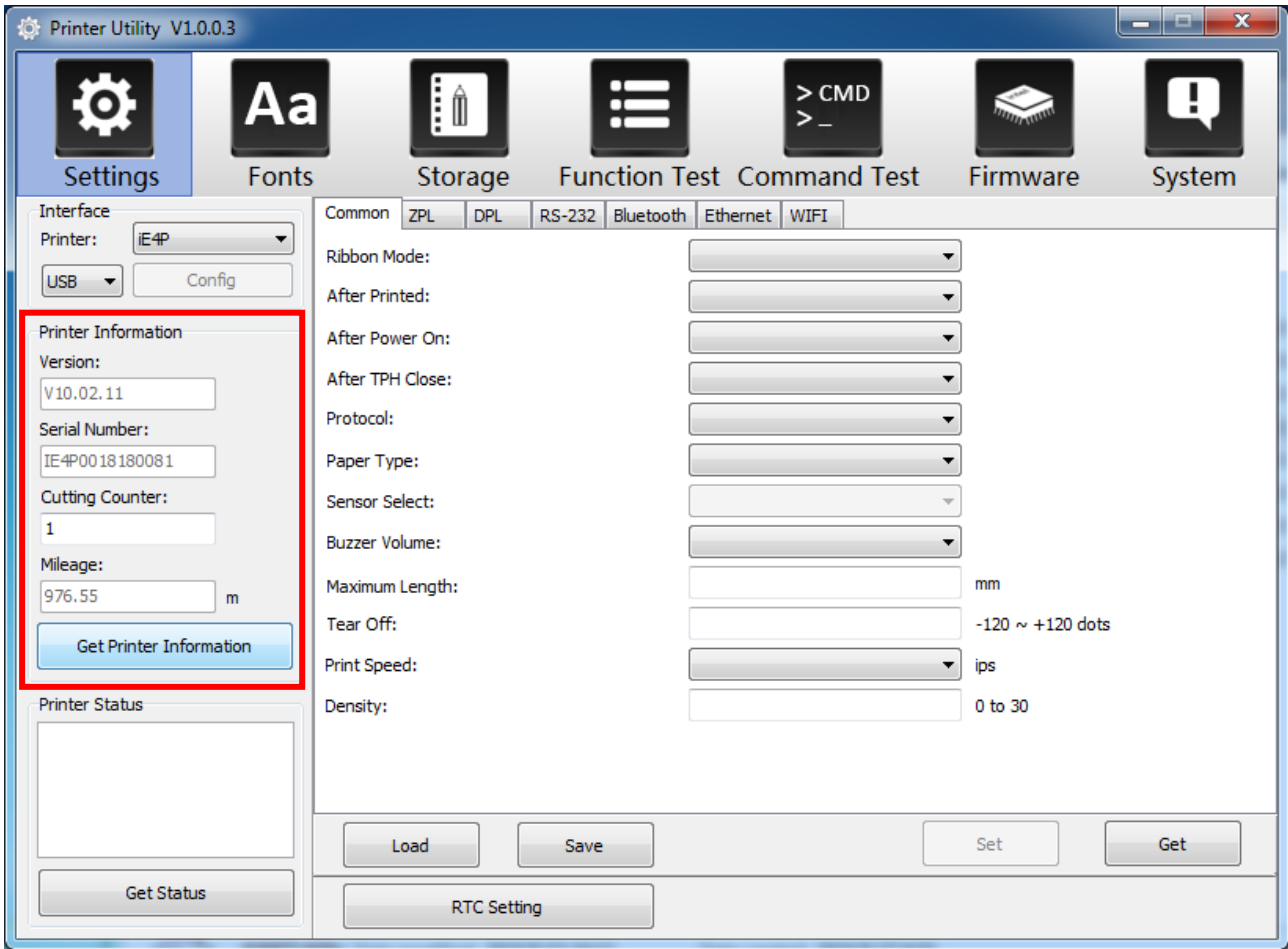 Printer Utility V1.0.0.3
Aa
> CMD
> _
Settings Fonts Storage Function Test Command Test Firmware System
Interface
Printer: iE4P
USB Config
Printer Information
Version:
V10.02.11
Serial Number:
IE4P0018180081
Cutting Counter:
1
Mileage:
976.55 m
Get Printer Information
Printer Status
Get Status
Common ZPL DPL RS-232 Bluetooth Ethernet WIFI
Ribbon Mode:
After Printed:
After Power On:
After TPH Close:
Protocol:
Paper Type:
Sensor Select:
Buzzer Volume:
Maximum Length: mm
Tear Off: -120 ~ +120 dots
Print Speed: ips
Density: 0 to 30
Load Save Set Get
RTC Setting